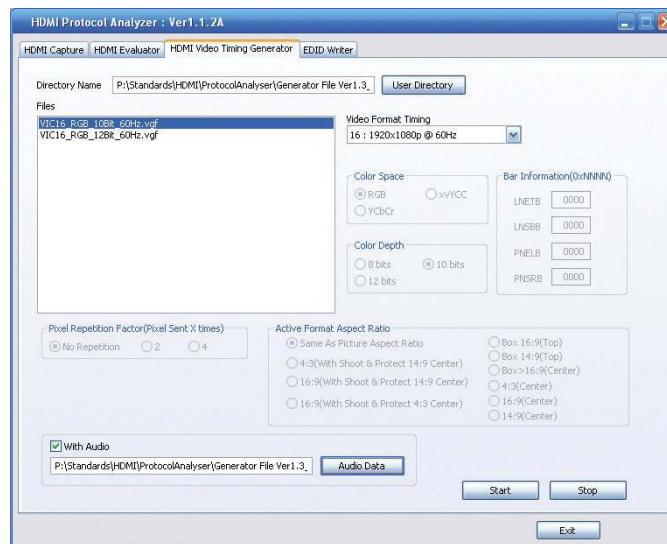 HDMI Protocol Analyzer : Ver1.1.2A
HDMI Capture HDMI Evaluator HDMI Video Timing Generator EDID Writer
Directory Name P:\Standards\HDMI\ProtocolAnalyser\Generator File Ver1.3_ User Directory
Files
VIC16_RGB_10Bit_60Hz.vgf
VIC16_RGB_12Bit_60Hz.vgf
Video Format Timing
16 : 1920x1080p @ 60Hz
Color Space
RGB xvYCC
YCbCr
Bar Information(0xNNNN)
LNETB 0000
LNSBB 0000
PNELB 0000
PNSRB 0000
Color Depth
8 bits 10 bits
12 bits
Pixel Repetition Factor(Pixel Sent X times)
No Repetition 2 4
Active Format Aspect Ratio
Same As Picture Aspect Ratio
4:3(With Shoot & Protect 14:9 Center)
16:9(With Shoot & Protect 14:9 Center)
16:9(With Shoot & Protect 4:3 Center)
Box 16:9(Top)
Box 14:9(Top)
Box>16:9(Center)
4:3(Center)
16:9(Center)
14:9(Center)
With Audio
P:\Standards\HDMI\ProtocolAnalyser\Generator File Ver1.3_ Audio Data
Start Stop
Exit